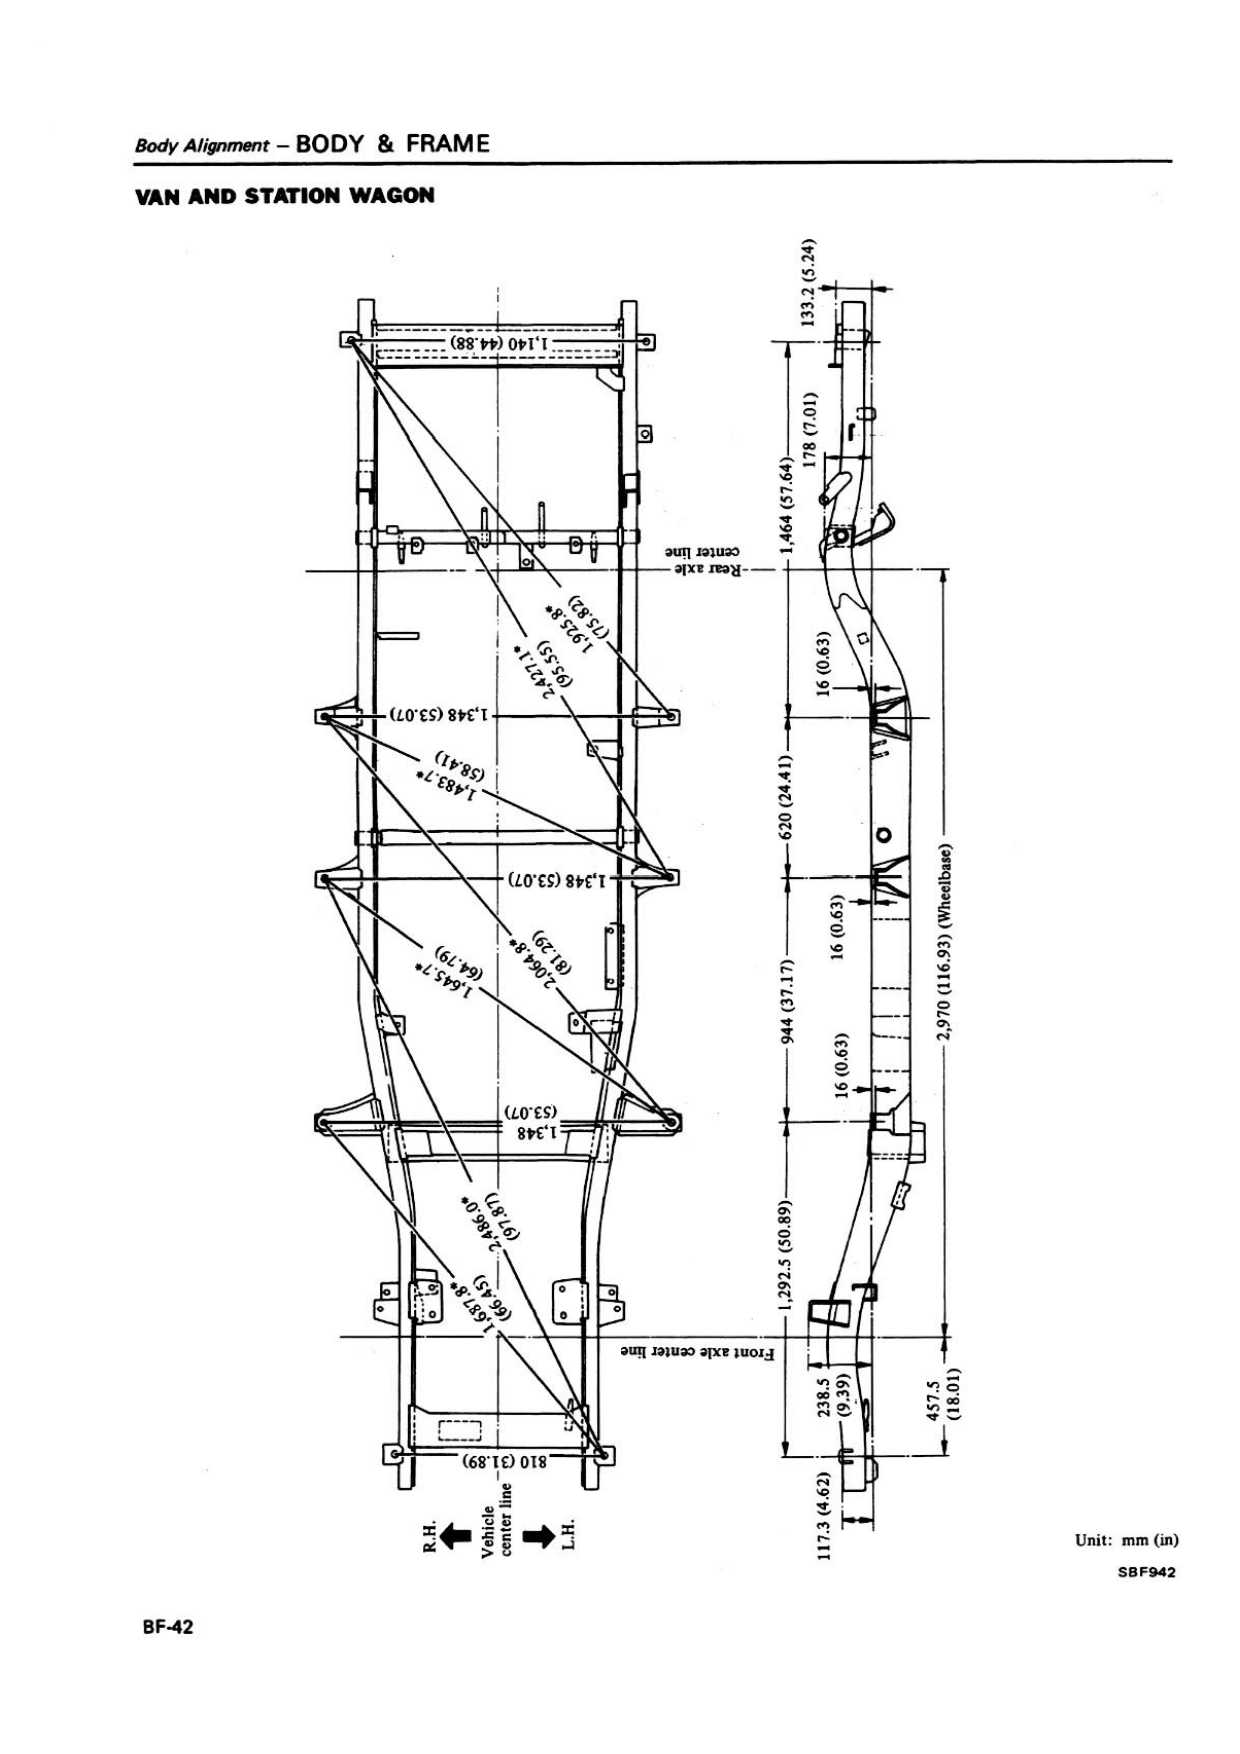 Body Alignment – BODY & FRAME
VAN AND STATION WAGON
133.2 (5.24)
1,140 (44.88)
178 (7.01)
1,464 (57.64)
Rear axle
center line
1,925.8*
(75.82)
2,427.1*
(95.55)
16 (0.63)
1,348 (53.07)
1,483.7*
(58.41)
620 (24.41)
1,348 (53.07)
2,970 (116.93) (Wheelbase)
16 (0.63)
2,064.8*
(81.29)
1,645.7*
(64.79)
944 (37.17)
16 (0.63)
1,348
(53.07)
2,486.0*
(97.87)
1,292.5 (50.89)
1,687.8*
(66.45)
Front axle center line
238.5
(9.39)
457.5
(18.01)
810 (31.89)
117.3 (4.62)
R.H.
Vehicle
center line
L.H.
Unit: mm (in)
SBF942
BF-42